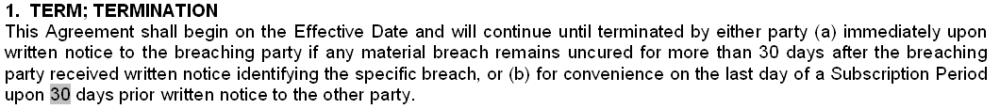 1. TERM; TERMINATION
This Agreement shall begin on the Effective Date and will continue until terminated by either party (a) immediately upon
written notice to the breaching party if any material breach remains uncured for more than 30 days after the breaching
party received written notice identifying the specific breach, or (b) for convenience on the last day of a Subscription Period
upon 30 days prior written notice to the other party.